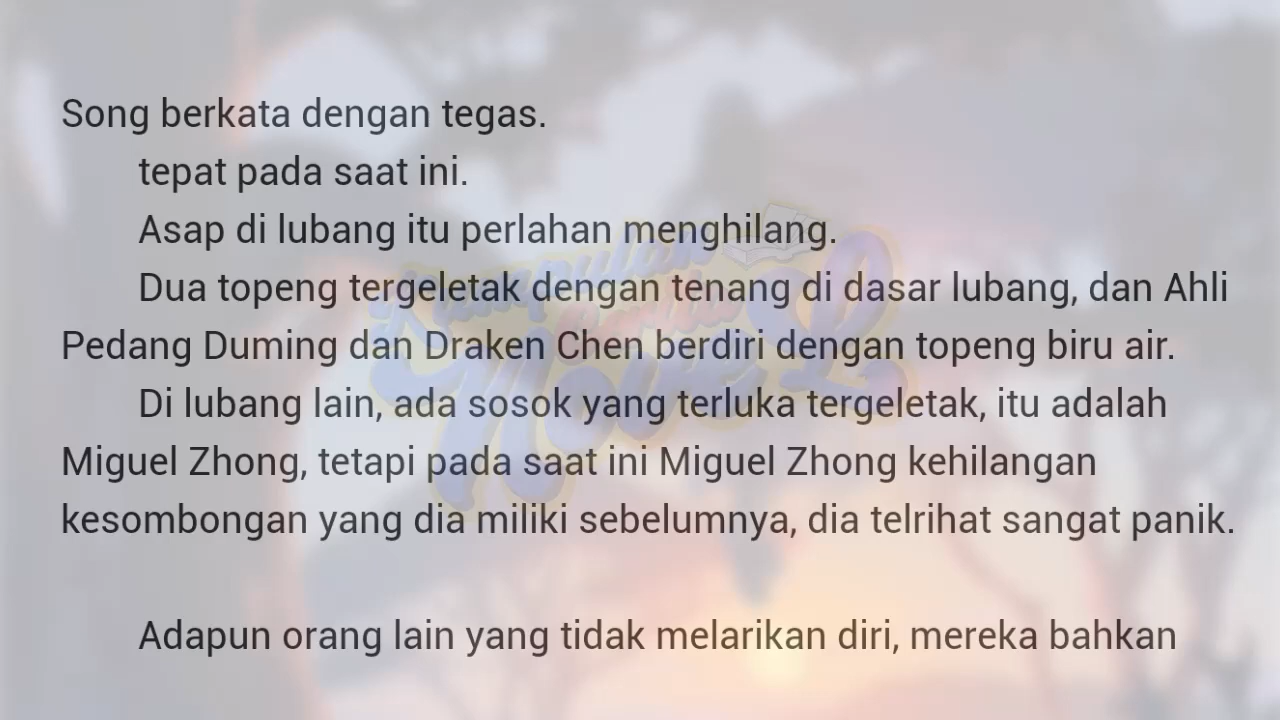 Song berkata dengan tegas.
tepat pada saat ini.
Asap di lubang itu perlahan menghilang.
Dua topeng tergeletak dengan tenang di dasar lubang, dan Ahli
Pedang Duming dan Draken Chen berdiri dengan topeng biru air.
Di lubang lain, ada sosok yang terluka tergeletak, itu adalah
Miguel Zhong, tetapi pada saat ini Miguel Zhong kehilangan
kesombongan yang dia miliki sebelumnya, dia telrihat sangat panik.
Adapun orang lain yang tidak melarikan diri, mereka bahkan
Kumpulan
Cerita
Novel